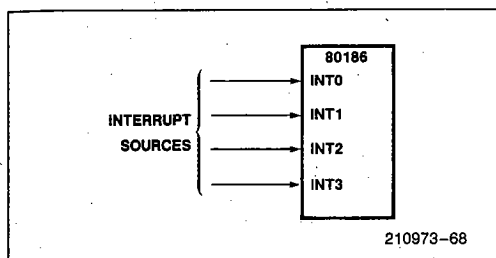 80186
INT0
INT1
INTERRUPT
SOURCES
INT2
INT3
210973-68